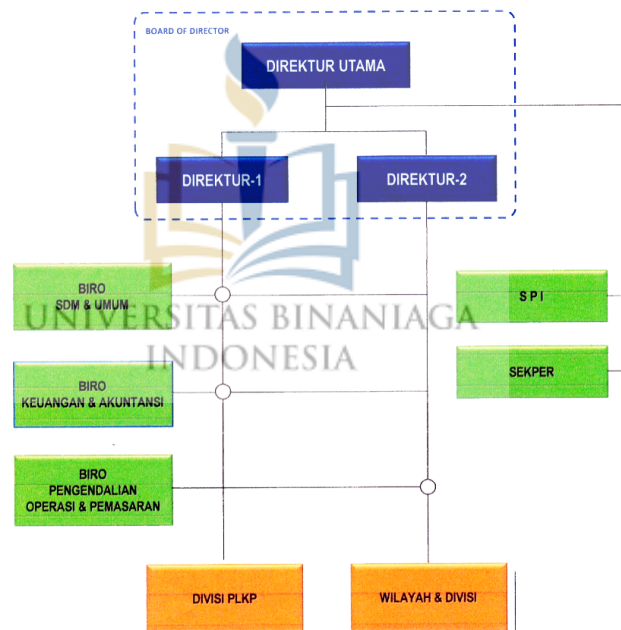 BOARD OF DIRECTOR
DIREKTUR UTAMA
DIREKTUR-1
DIREKTUR-2
BIRO
SDM & UMUM
S P I
UNIVERSITAS BINANIAGA
INDONESIA
BIRO
KEUANGAN & AKUNTANSI
SEKPER
BIRO
PENGENDALIAN
OPERASI & PEMASARAN
DIVISI PLKP
WILAYAH & DIVISI